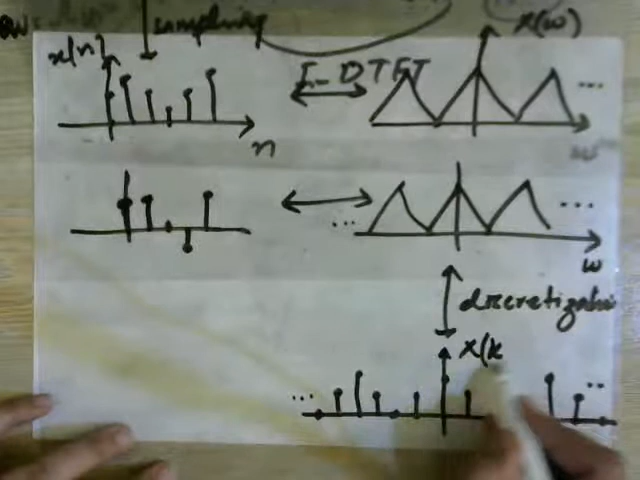 sampling
x(ω)
x[n]
I-DTFT
...
n
ω
... ...
ω
discretization
x(k
... ..